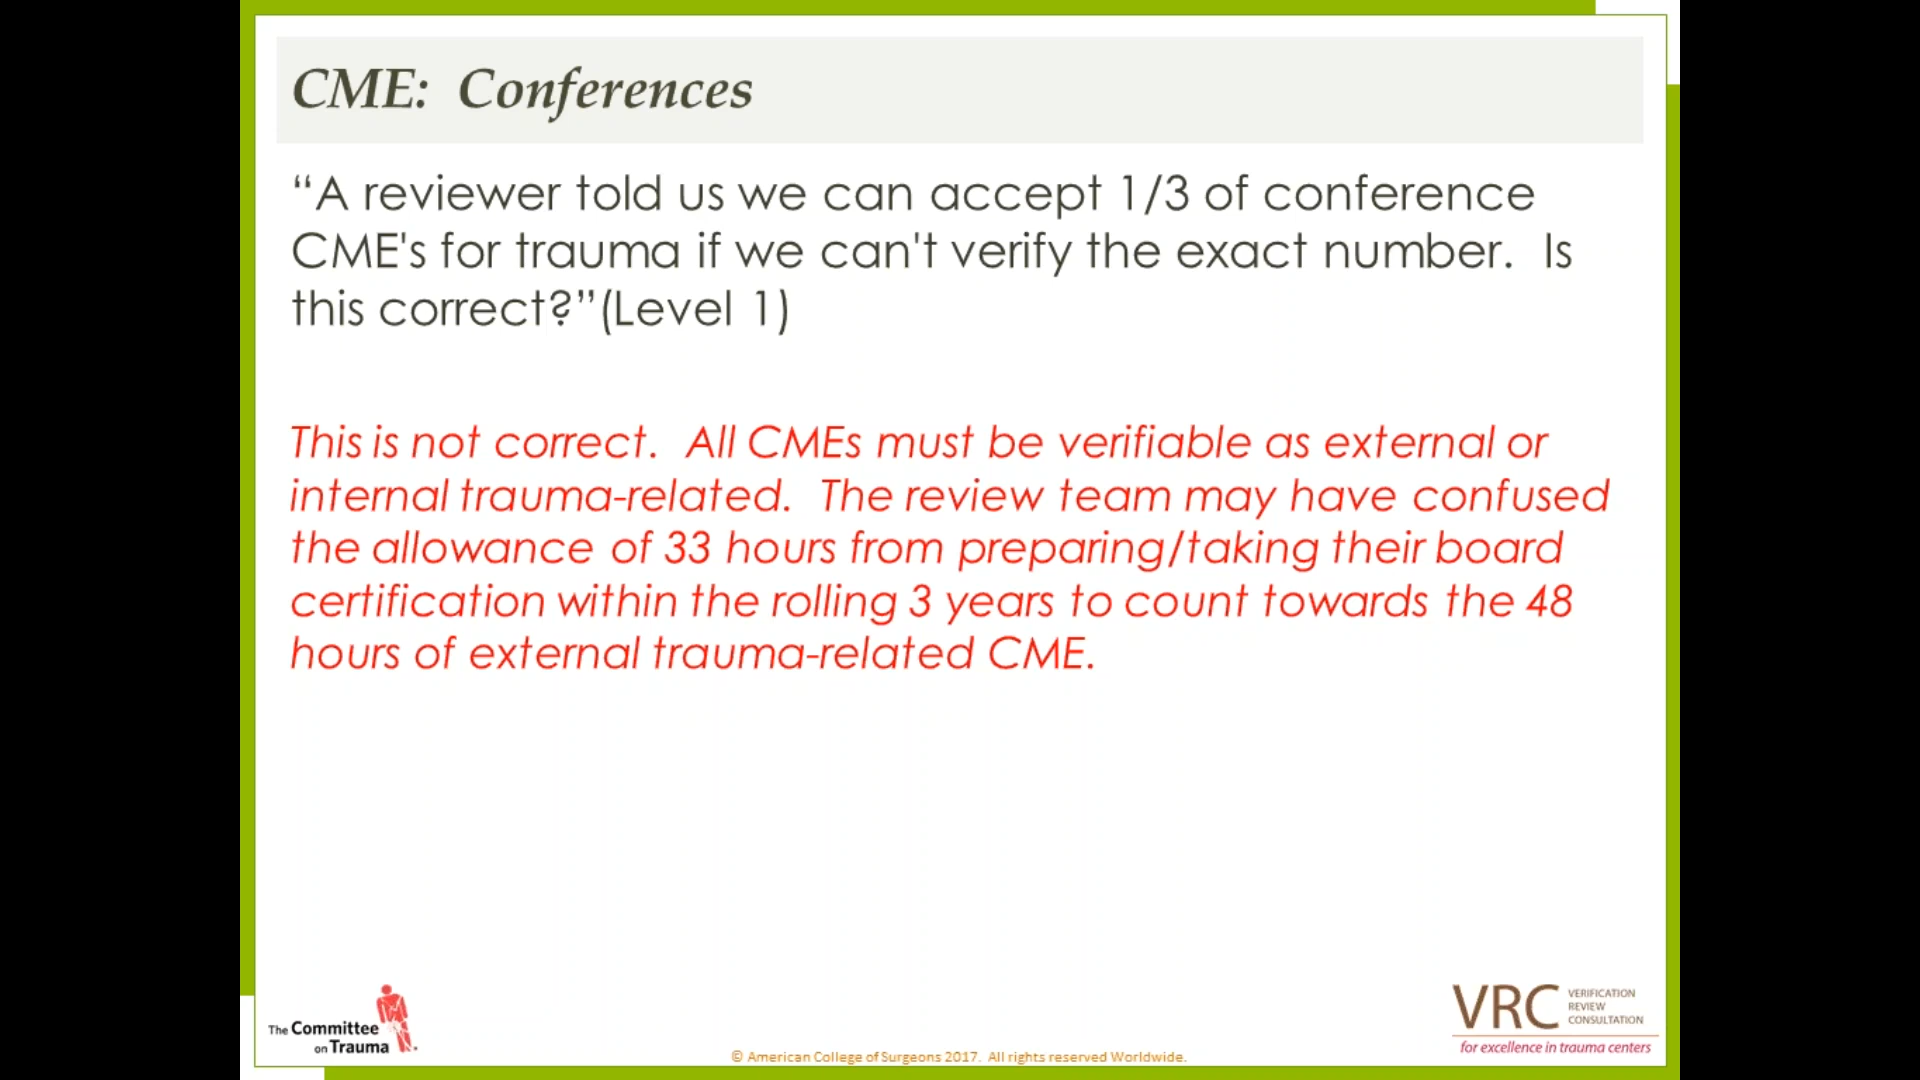 CME: Conferences
“A reviewer told us we can accept 1/3 of conference
CME's for trauma if we can't verify the exact number. Is
this correct?”(Level 1)
This is not correct. All CMEs must be verifiable as external or
internal trauma-related. The review team may have confused
the allowance of 33 hours from preparing/taking their board
certification within the rolling 3 years to count towards the 48
hours of external trauma-related CME.
The Committee
on Trauma
© American College of Surgeons 2017. All rights reserved Worldwide.
VRC VERIFICATION
REVIEW
CONSULTATION
for excellence in trauma centers